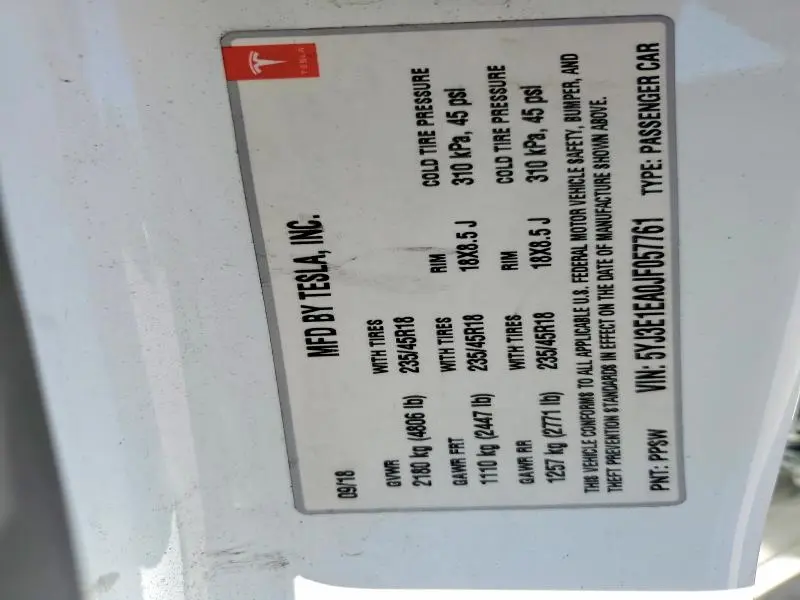 TESLA
MFD BY TESLA, INC.
09/18
GVWR WITH TIRES
2180 kg (4806 lb) 235/45R18
GAWR FRT WITH TIRES RIM COLD TIRE PRESSURE
1110 kg (2447 lb) 235/45R18 18X8.5 J 310 kPa, 45 psi
GAWR RR WITH TIRES RIM COLD TIRE PRESSURE
1257 kg (2771 lb) 235/45R18 18X8.5 J 310 kPa, 45 psi
THIS VEHICLE CONFORMS TO ALL APPLICABLE U.S. FEDERAL MOTOR VEHICLE SAFETY, BUMPER, AND
THEFT PREVENTION STANDARDS IN EFFECT ON THE DATE OF MANUFACTURE SHOWN ABOVE.
PNT: PPSW VIN: 5YJ3E1EA0JF057761 TYPE: PASSENGER CAR